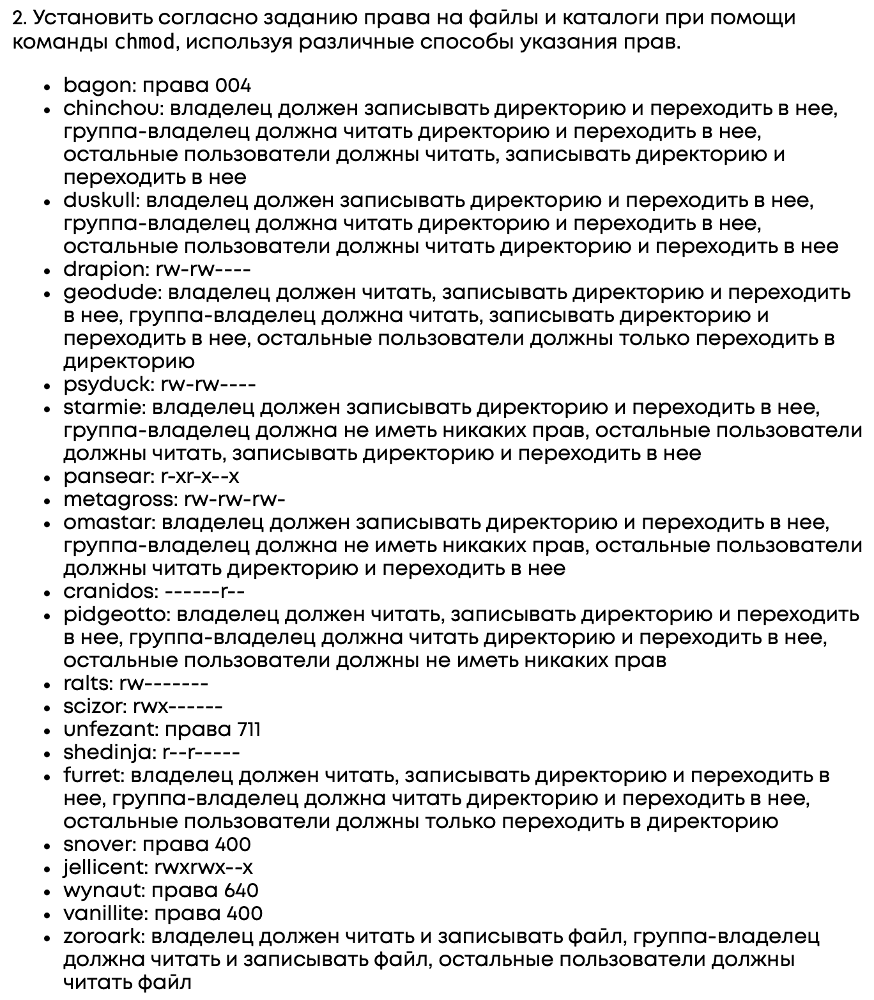 2. Установить согласно заданию права на файлы и каталоги при помощи
команды chmod, используя различные способы указания прав.
• bagon: права 004
• chinchou: владелец должен записывать директорию и переходить в нее,
группа-владелец должна читать директорию и переходить в нее,
остальные пользователи должны читать, записывать директорию и
переходить в нее
• duskull: владелец должен записывать директорию и переходить в нее,
группа-владелец должна читать директорию и переходить в нее,
остальные пользователи должны читать директорию и переходить в нее
• drapion: rw-rw----
• geodude: владелец должен читать, записывать директорию и переходить
в нее, группа-владелец должна читать, записывать директорию и
переходить в нее, остальные пользователи должны только переходить в
директорию
• psyduck: rw-rw----
• starmie: владелец должен записывать директорию и переходить в нее,
группа-владелец должна не иметь никаких прав, остальные пользователи
должны читать, записывать директорию и переходить в нее
• pansear: r-xr-x--x
• metagross: rw-rw-rw-
• omastar: владелец должен записывать директорию и переходить в нее,
группа-владелец должна не иметь никаких прав, остальные пользователи
должны читать директорию и переходить в нее
• cranidos: ------r--
• pidgeotto: владелец должен читать, записывать директорию и переходить
в нее, группа-владелец должна читать директорию и переходить в нее,
остальные пользователи должны не иметь никаких прав
• ralts: rw-------
• scizor: rwx------
• unfezant: права 711
• shedinja: r--r-----
• furret: владелец должен читать, записывать директорию и переходить в
нее, группа-владелец должна читать директорию и переходить в нее,
остальные пользователи должны только переходить в директорию
• snover: права 400
• jellicent: rwxrwx--x
• wynaut: права 640
• vanillite: права 400
• zoroark: владелец должен читать и записывать файл, группа-владелец
должна читать и записывать файл, остальные пользователи должны
читать файл